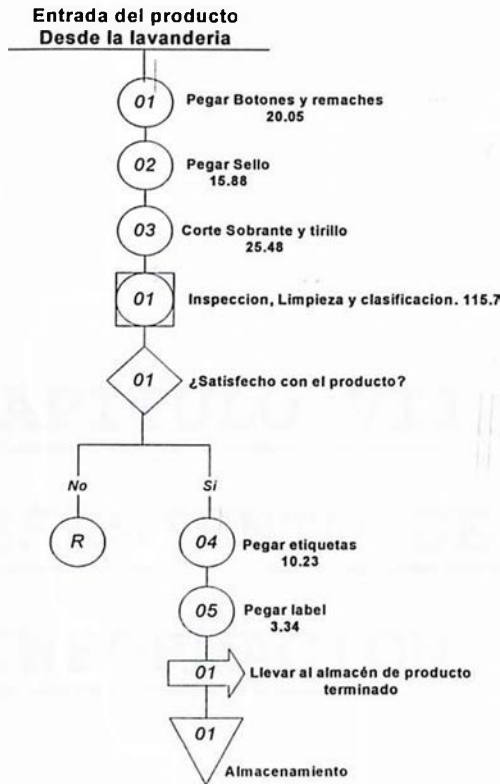 Entrada del producto
Desde la lavanderia
01 Pegar Botones y remaches
20.05
02 Pegar Sello
15.88
03 Corte Sobrante y tirillo
25.48
01 Inspeccion, Limpieza y clasificacion. 115.7
01 ¿Satisfecho con el producto?
No Si
R 04 Pegar etiquetas
10.23
05 Pegar label
3.34
01 Llevar al almacén de producto
terminado
01
Almacenamiento